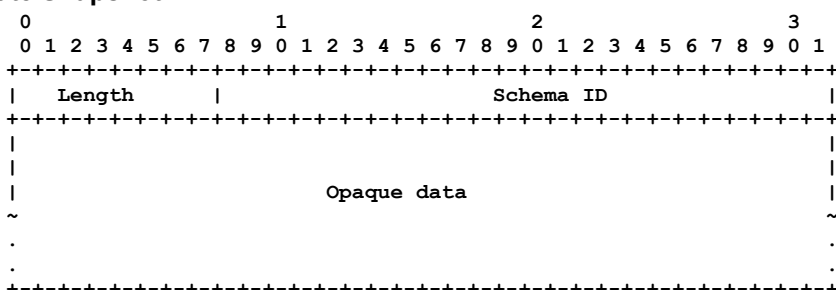 0                   1                   2                   3
 0 1 2 3 4 5 6 7 8 9 0 1 2 3 4 5 6 7 8 9 0 1 2 3 4 5 6 7 8 9 0 1
+-+-+-+-+-+-+-+-+-+-+-+-+-+-+-+-+-+-+-+-+-+-+-+-+-+-+-+-+-+-+-+-+
|   Length      |                     Schema ID                 |
+-+-+-+-+-+-+-+-+-+-+-+-+-+-+-+-+-+-+-+-+-+-+-+-+-+-+-+-+-+-+-+-+
|                                                               |
|                                                               |
|                        Opaque data                            |
~                                                               ~
.                                                               .
.                                                               .
+-+-+-+-+-+-+-+-+-+-+-+-+-+-+-+-+-+-+-+-+-+-+-+-+-+-+-+-+-+-+-+-+